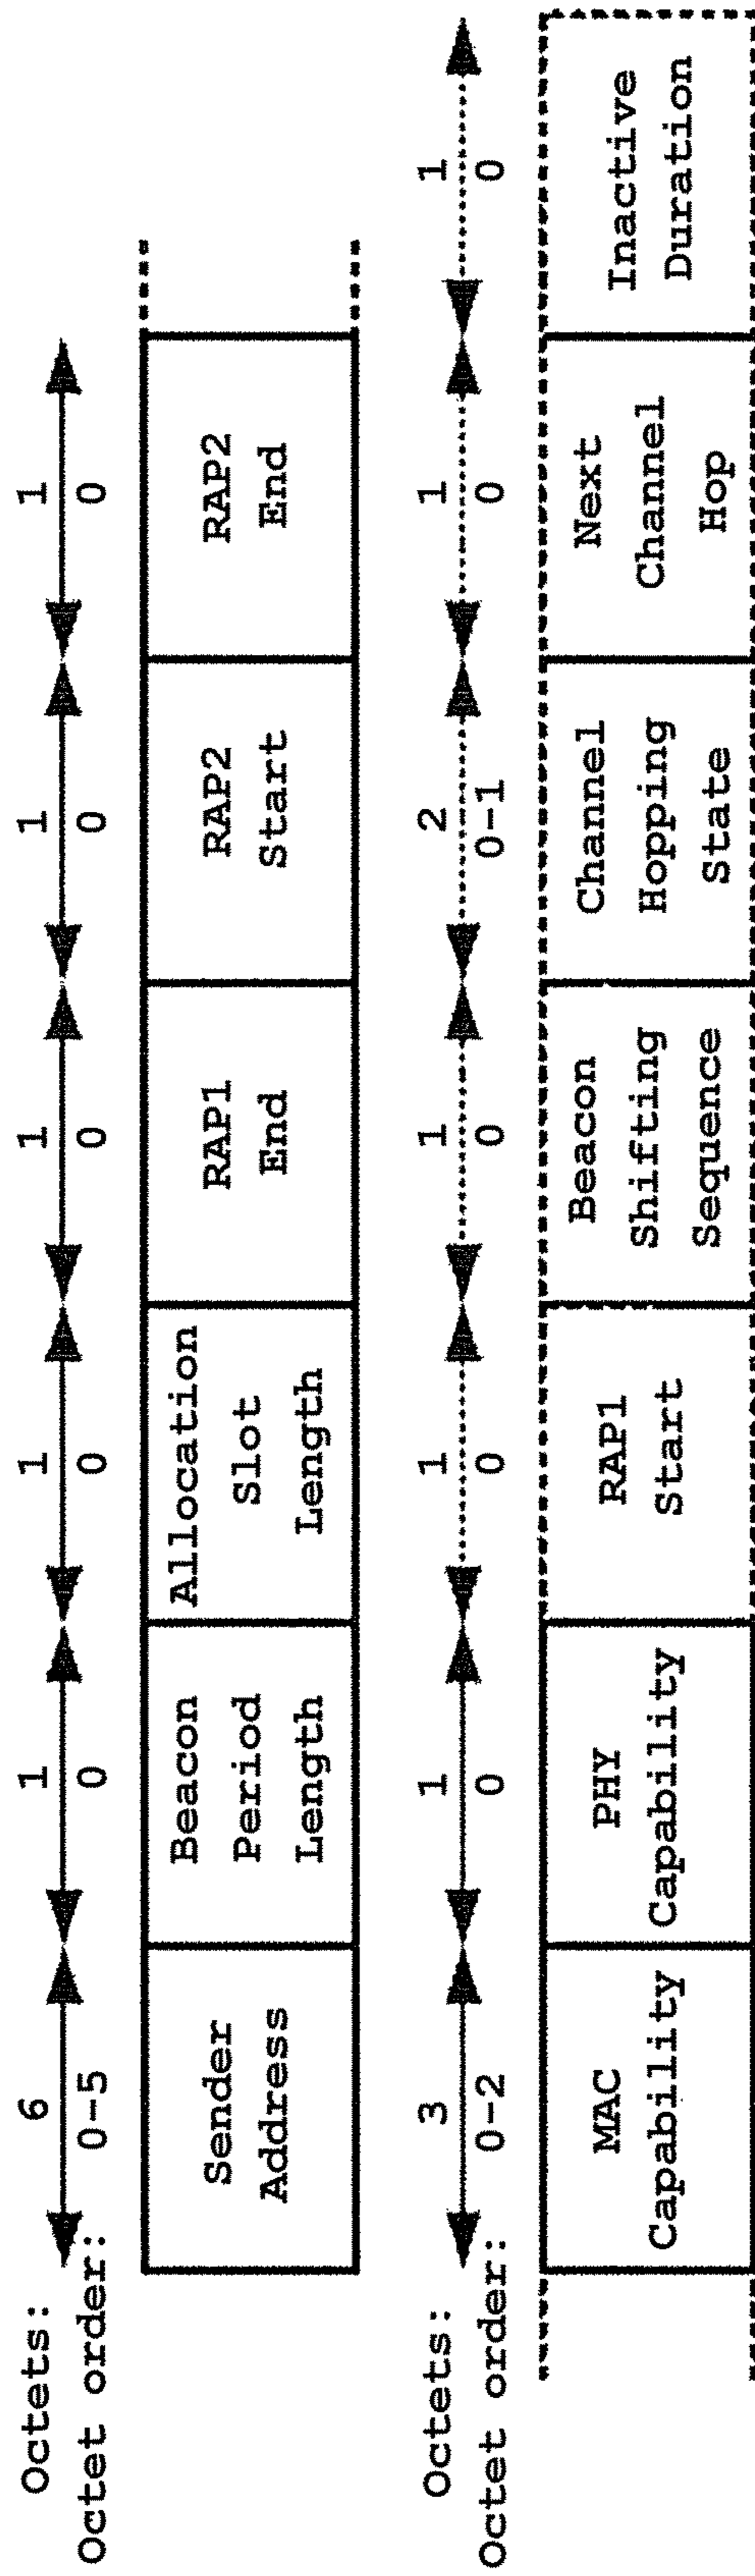 Octets: 6 1 1 1 1 1
Octet order: 0-5 0 0 0 0 0
Sender
Address
Beacon
Period
Length
Allocation
Slot
Length
RAP1
End
RAP2
Start
RAP2
End
Octets: 3 1 1 1 2 1 1
Octet order: 0-2 0 0 0 0-1 0 0
MAC
Capability
PHY
Capability
RAP1
Start
Beacon
Shifting
Sequence
Channel
Hopping
State
Next
Channel
Hop
Inactive
Duration